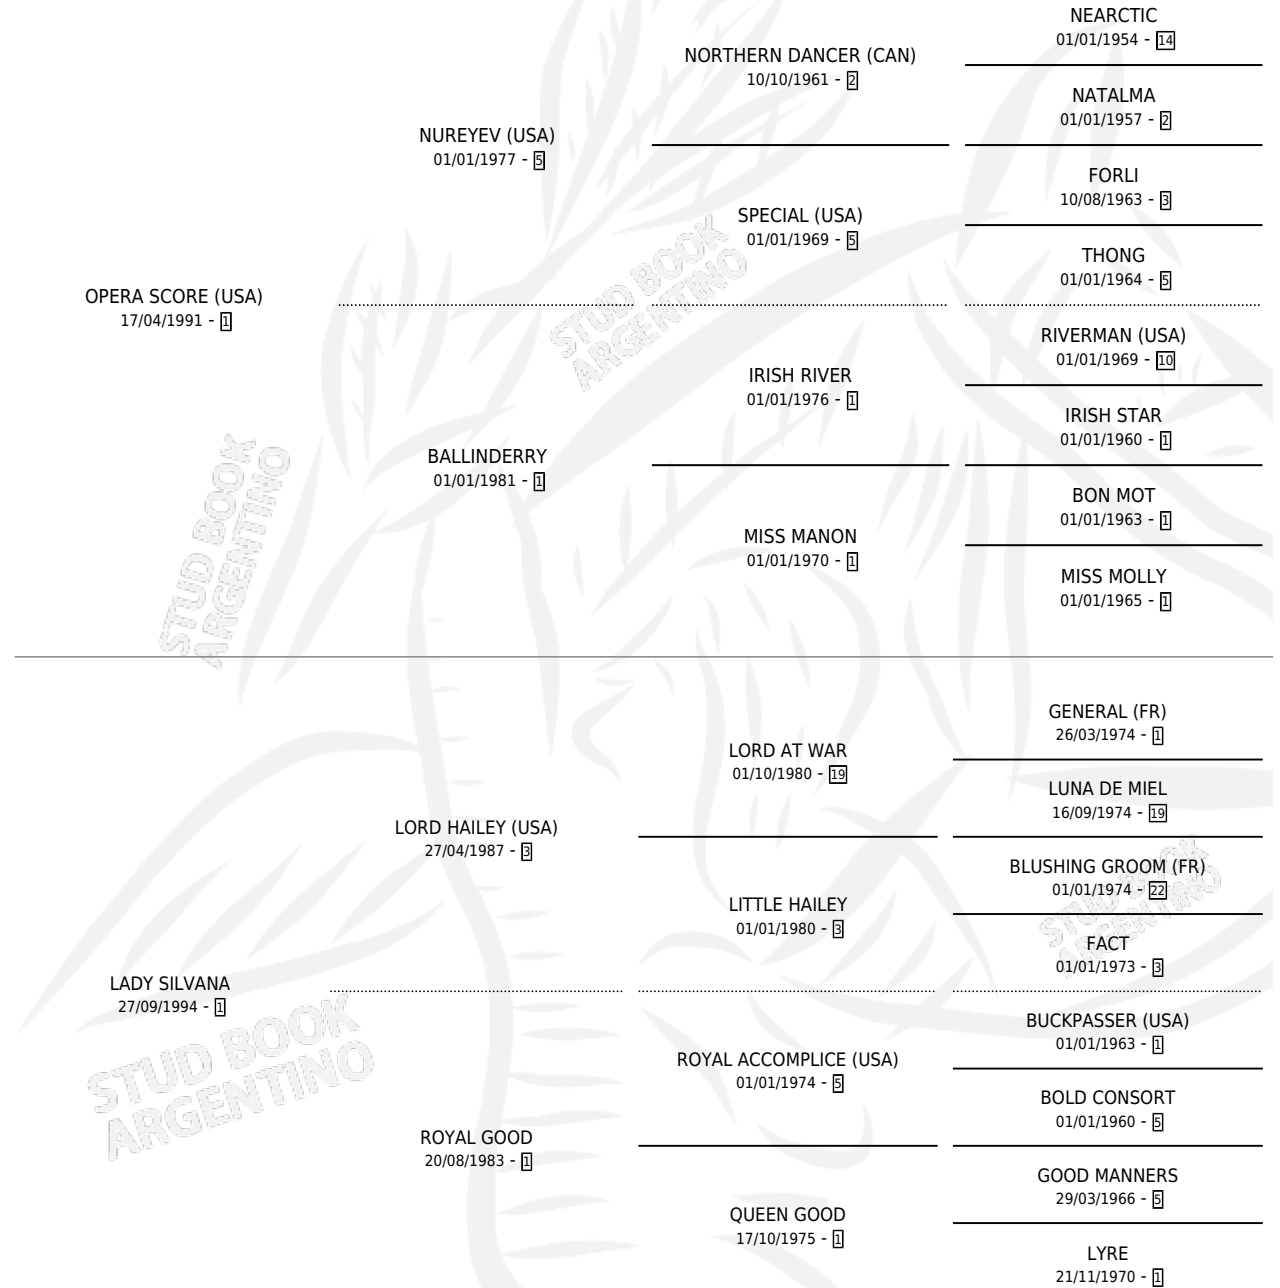 NEARCTIC
01/01/1954 - 14
NORTHERN DANCER (CAN)
10/10/1961 - 2
NATALMA
01/01/1957 - 2
NUREYEV (USA)
01/01/1977 - 5
FORLI
10/08/1963 - 3
SPECIAL (USA)
01/01/1969 - 5
THONG
01/01/1964 - 5
OPERA SCORE (USA)
17/04/1991 - 1
RIVERMAN (USA)
01/01/1969 - 10
IRISH RIVER
01/01/1976 - 1
IRISH STAR
01/01/1960 - 1
BALLINDERRY
01/01/1981 - 1
BON MOT
01/01/1963 - 1
MISS MANON
01/01/1970 - 1
MISS MOLLY
01/01/1965 - 1
GENERAL (FR)
26/03/1974 - 1
LORD AT WAR
01/10/1980 - 19
LUNA DE MIEL
16/09/1974 - 19
LORD HAILEY (USA)
27/04/1987 - 3
BLUSHING GROOM (FR)
01/01/1974 - 22
LITTLE HAILEY
01/01/1980 - 3
FACT
01/01/1973 - 3
LADY SILVANA
27/09/1994 - 1
BUCKPASSER (USA)
01/01/1963 - 1
ROYAL ACCOMPLICE (USA)
01/01/1974 - 5
BOLD CONSORT
01/01/1960 - 5
ROYAL GOOD
20/08/1983 - 1
GOOD MANNERS
29/03/1966 - 5
QUEEN GOOD
17/10/1975 - 1
LYRE
21/11/1970 - 1
STUD BOOK
ARGENTINO
STUD BOOK
ARGENTINO
STUD BOOK
ARGENTINO
STUD BOOK
ARGENTINO